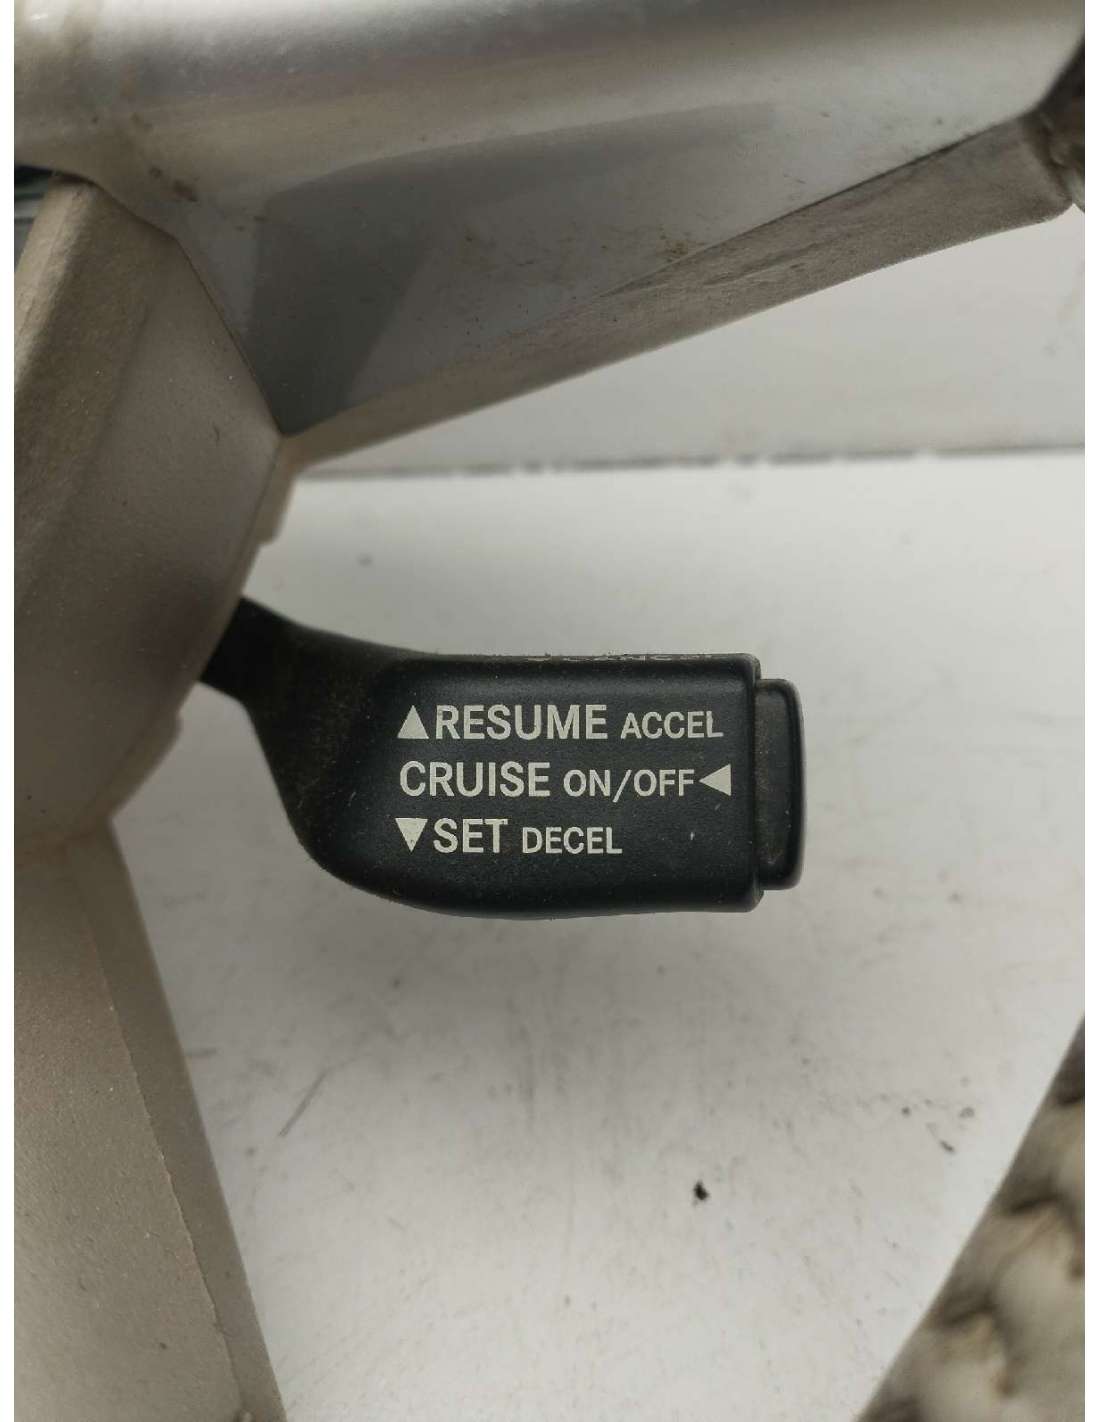 ▲RESUME ACCEL
CRUISE ON/OFF◀
▼SET DECEL